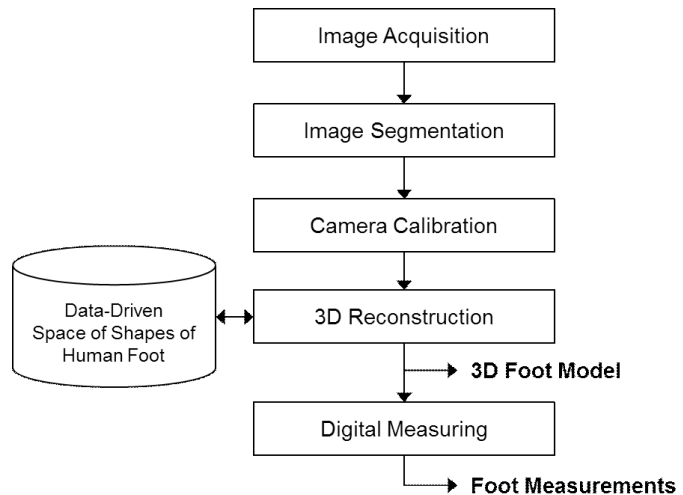 Image Acquisition
Image Segmentation
Camera Calibration
Data-Driven
Space of Shapes of
Human Foot
3D Reconstruction
3D Foot Model
Digital Measuring
Foot Measurements